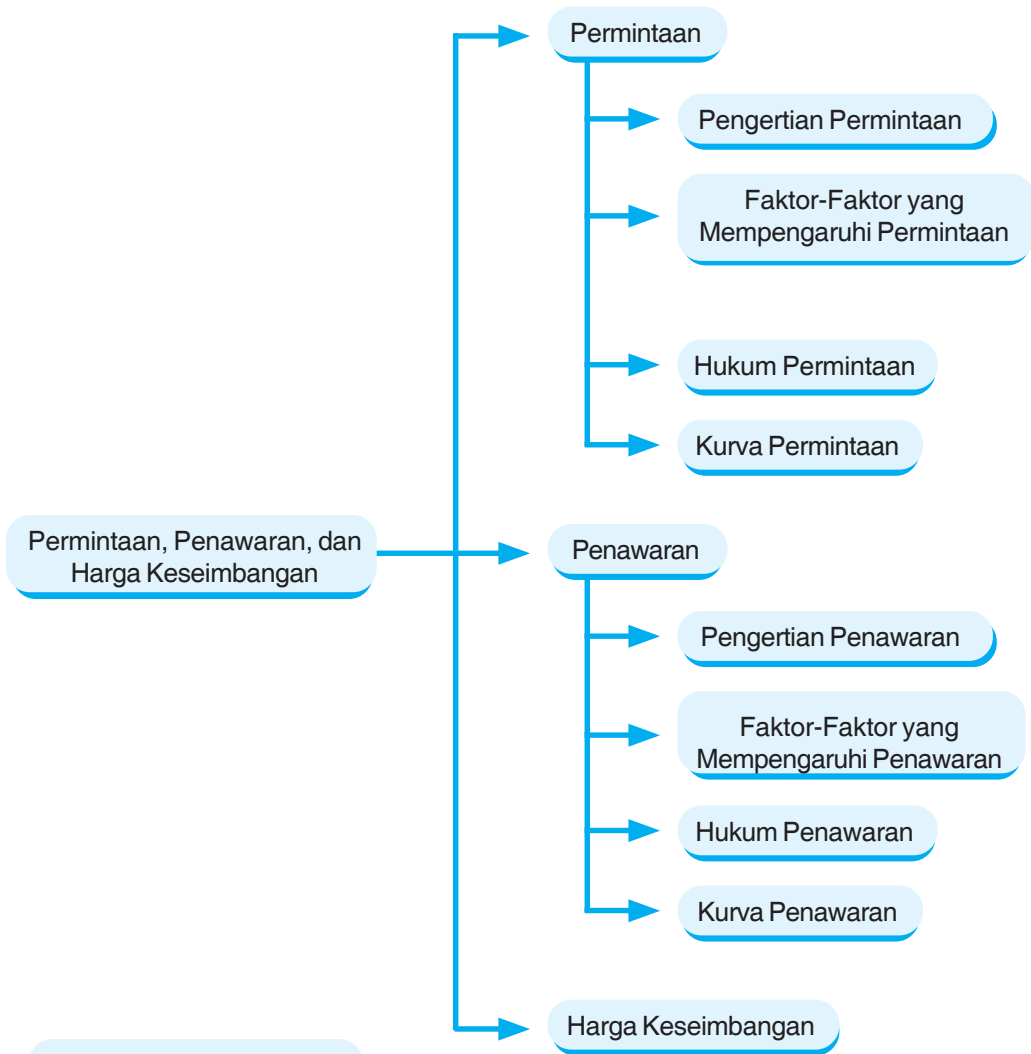 Permintaan
Pengertian Permintaan
Faktor-Faktor yang
Mempengaruhi Permintaan
Hukum Permintaan
Kurva Permintaan
Permintaan, Penawaran, dan
Harga Keseimbangan
Penawaran
Pengertian Penawaran
Faktor-Faktor yang
Mempengaruhi Penawaran
Hukum Penawaran
Kurva Penawaran
Harga Keseimbangan